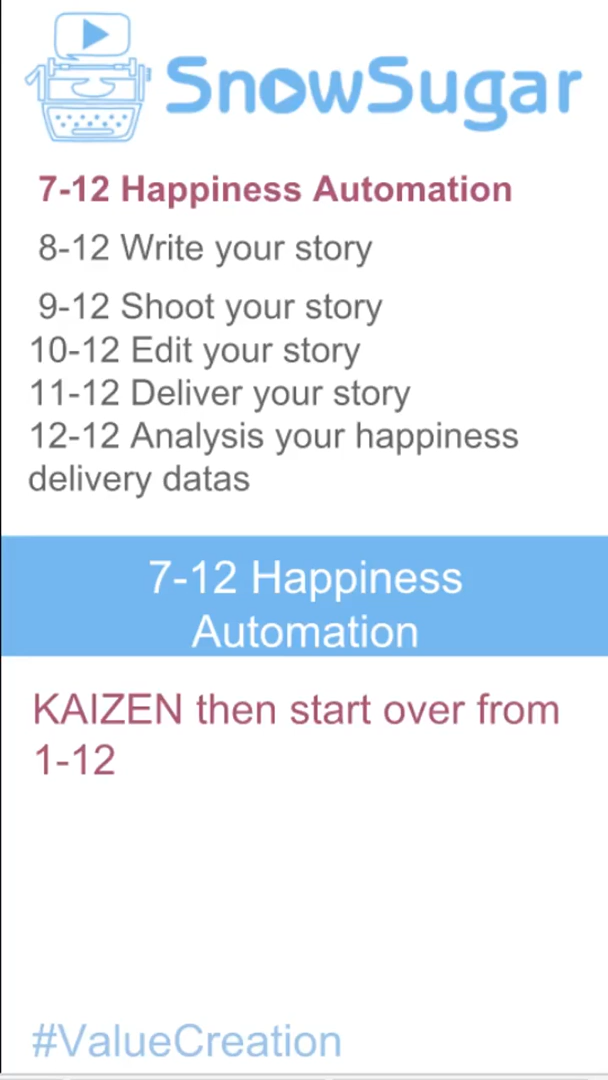 SnowSugar
7-12 Happiness Automation
8-12 Write your story
9-12 Shoot your story
10-12 Edit your story
11-12 Deliver your story
12-12 Analysis your happiness
delivery datas
7-12 Happiness
Automation
KAIZEN then start over from
1-12
#ValueCreation